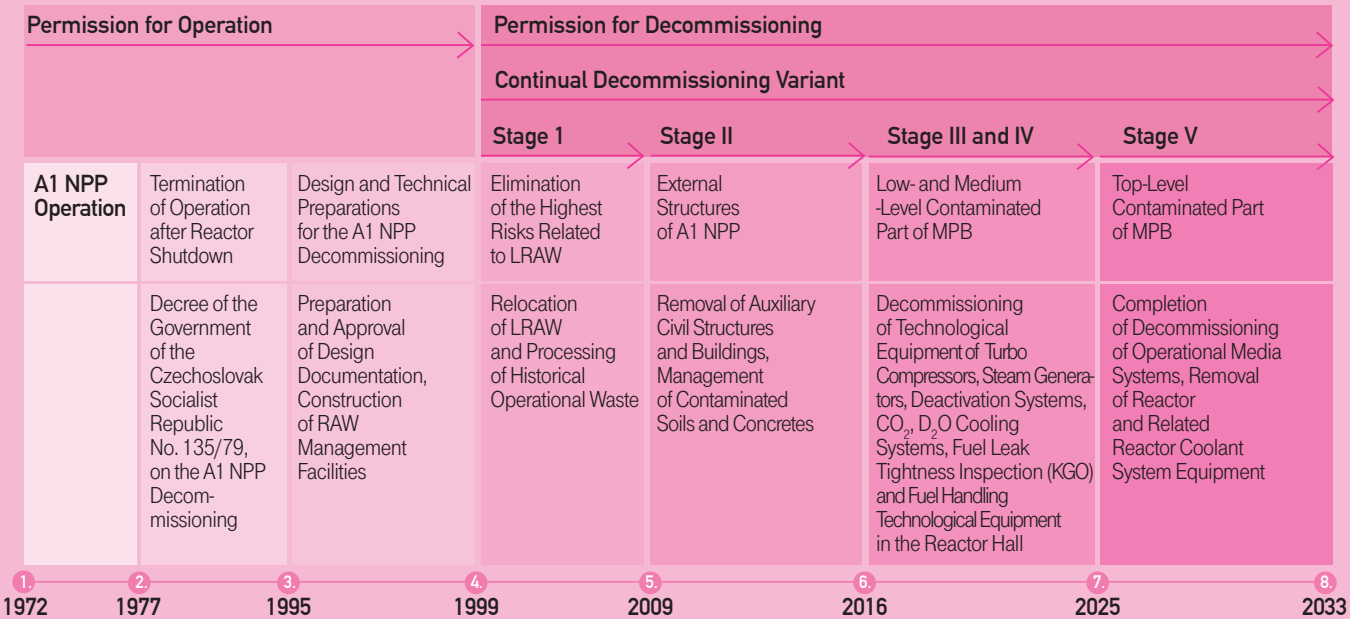 Permission for Operation
Permission for Decommissioning
Continual Decommissioning Variant
Stage 1
Stage II
Stage III and IV
Stage V
A1 NPP
Operation
Termination
of Operation
after Reactor
Shutdown
Design and Technical
Preparations
for the A1 NPP
Decommissioning
Elimination
of the Highest
Risks Related
to LRAW
External
Structures
of A1 NPP
Low- and Medium
-Level Contaminated
Part of MPB
Top-Level
Contaminated Part
of MPB
Decree of the
Government
of the
Czechoslovak
Socialist
Republic
No. 135/79,
on the A1 NPP
Decom-
missioning
Preparation
and Approval
of Design
Documentation,
Construction
of RAW
Management
Facilities
Relocation
of LRAW
and Processing
of Historical
Operational Waste
Removal of Auxiliary
Civil Structures
and Buildings,
Management
of Contaminated
Soils and Concretes
Decommissioning
of Technological
Equipment of Turbo
Compressors, Steam Genera-
tors, Deactivation Systems,
CO₂, D₂O Cooling
Systems, Fuel Leak
Tightness Inspection (KGO)
and Fuel Handling
Technological Equipment
in the Reactor Hall
Completion
of Decommissioning
of Operational Media
Systems, Removal
of Reactor
and Related
Reactor Coolant
System Equipment
1. 2. 3. 4. 5. 6. 7. 8.
1972 1977 1995 1999 2009 2016 2025 2033